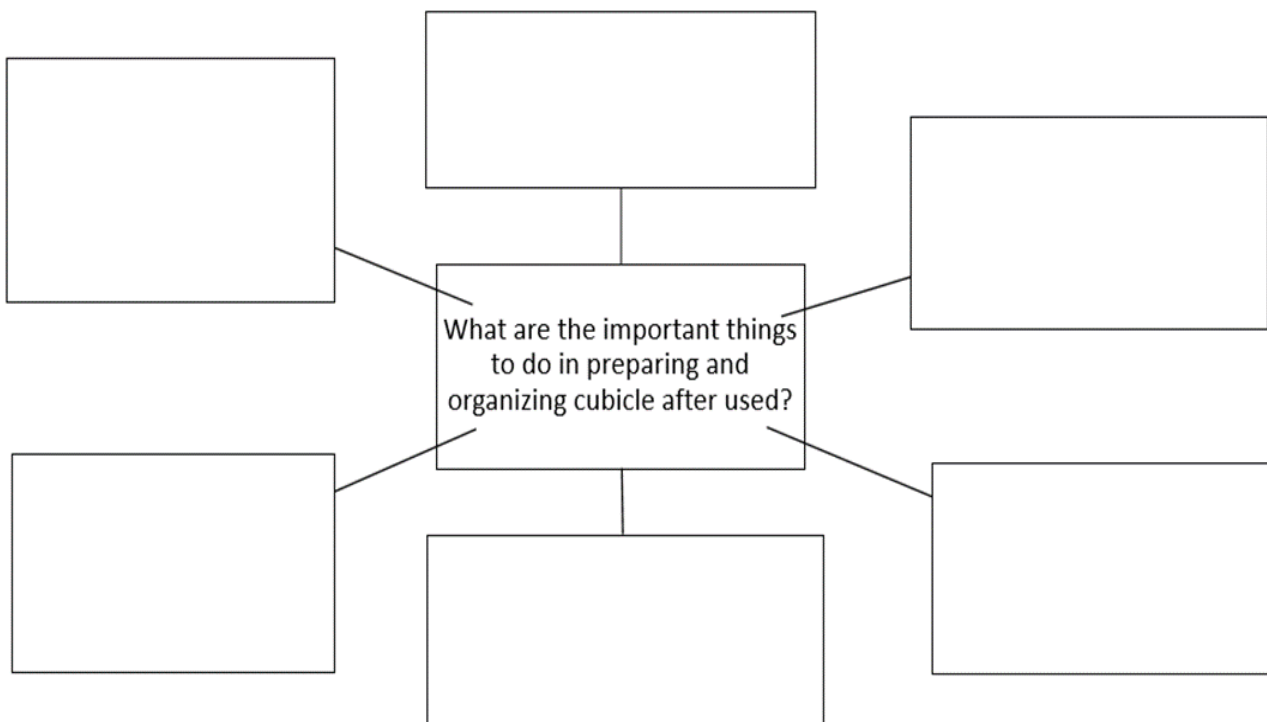 What are the important things
to do in preparing and
organizing cubicle after used?